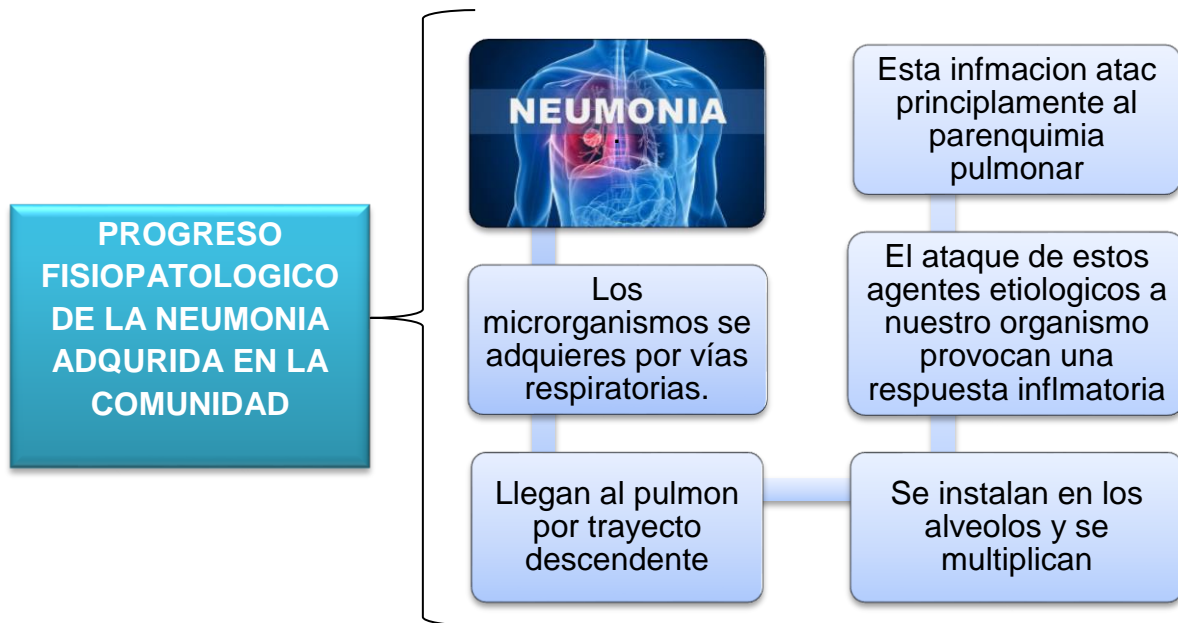 PROGRESO
FISIOPATOLOGICO
DE LA NEUMONIA
ADQURIDA EN LA
COMUNIDAD
NEUMONIA
Los
microrganismos se
adquieres por vías
respiratorias.
Llegan al pulmon
por trayecto
descendente
Se instalan en los
alveolos y se
multiplican
El ataque de estos
agentes etiologicos a
nuestro organismo
provocan una
respuesta inflmatoria
Esta infmacion atac
principlamente al
parenquimia
pulmonar